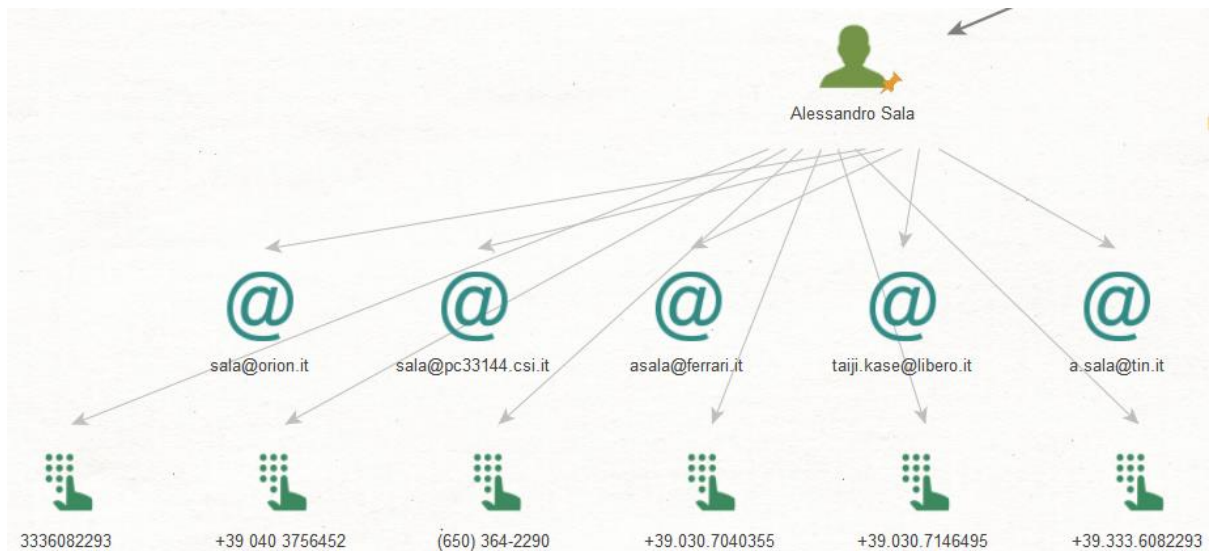 Alessandro Sala
sala@orion.it
sala@pc33144.csi.it
asala@ferrari.it
taiji.kase@libero.it
a.sala@tin.it
3336082293
+39 040 3756452
(650) 364-2290
+39.030.7040355
+39.030.7146495
+39.333.6082293